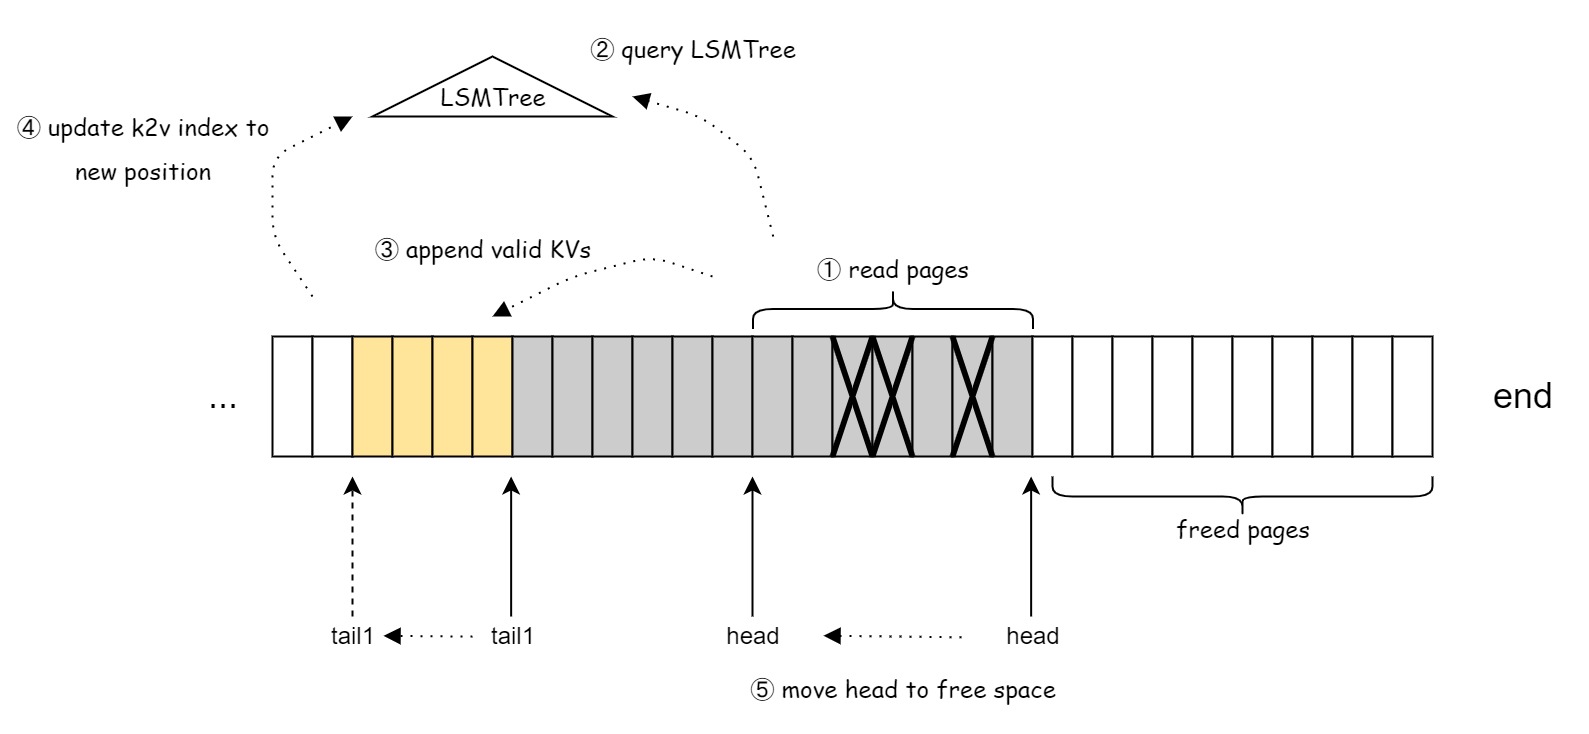 ② query LSMTree
LSMTree
④ update k2v index to
new position
③ append valid KVs
① read pages
...
end
freed pages
tail1
tail1
head
head
⑤ move head to free space